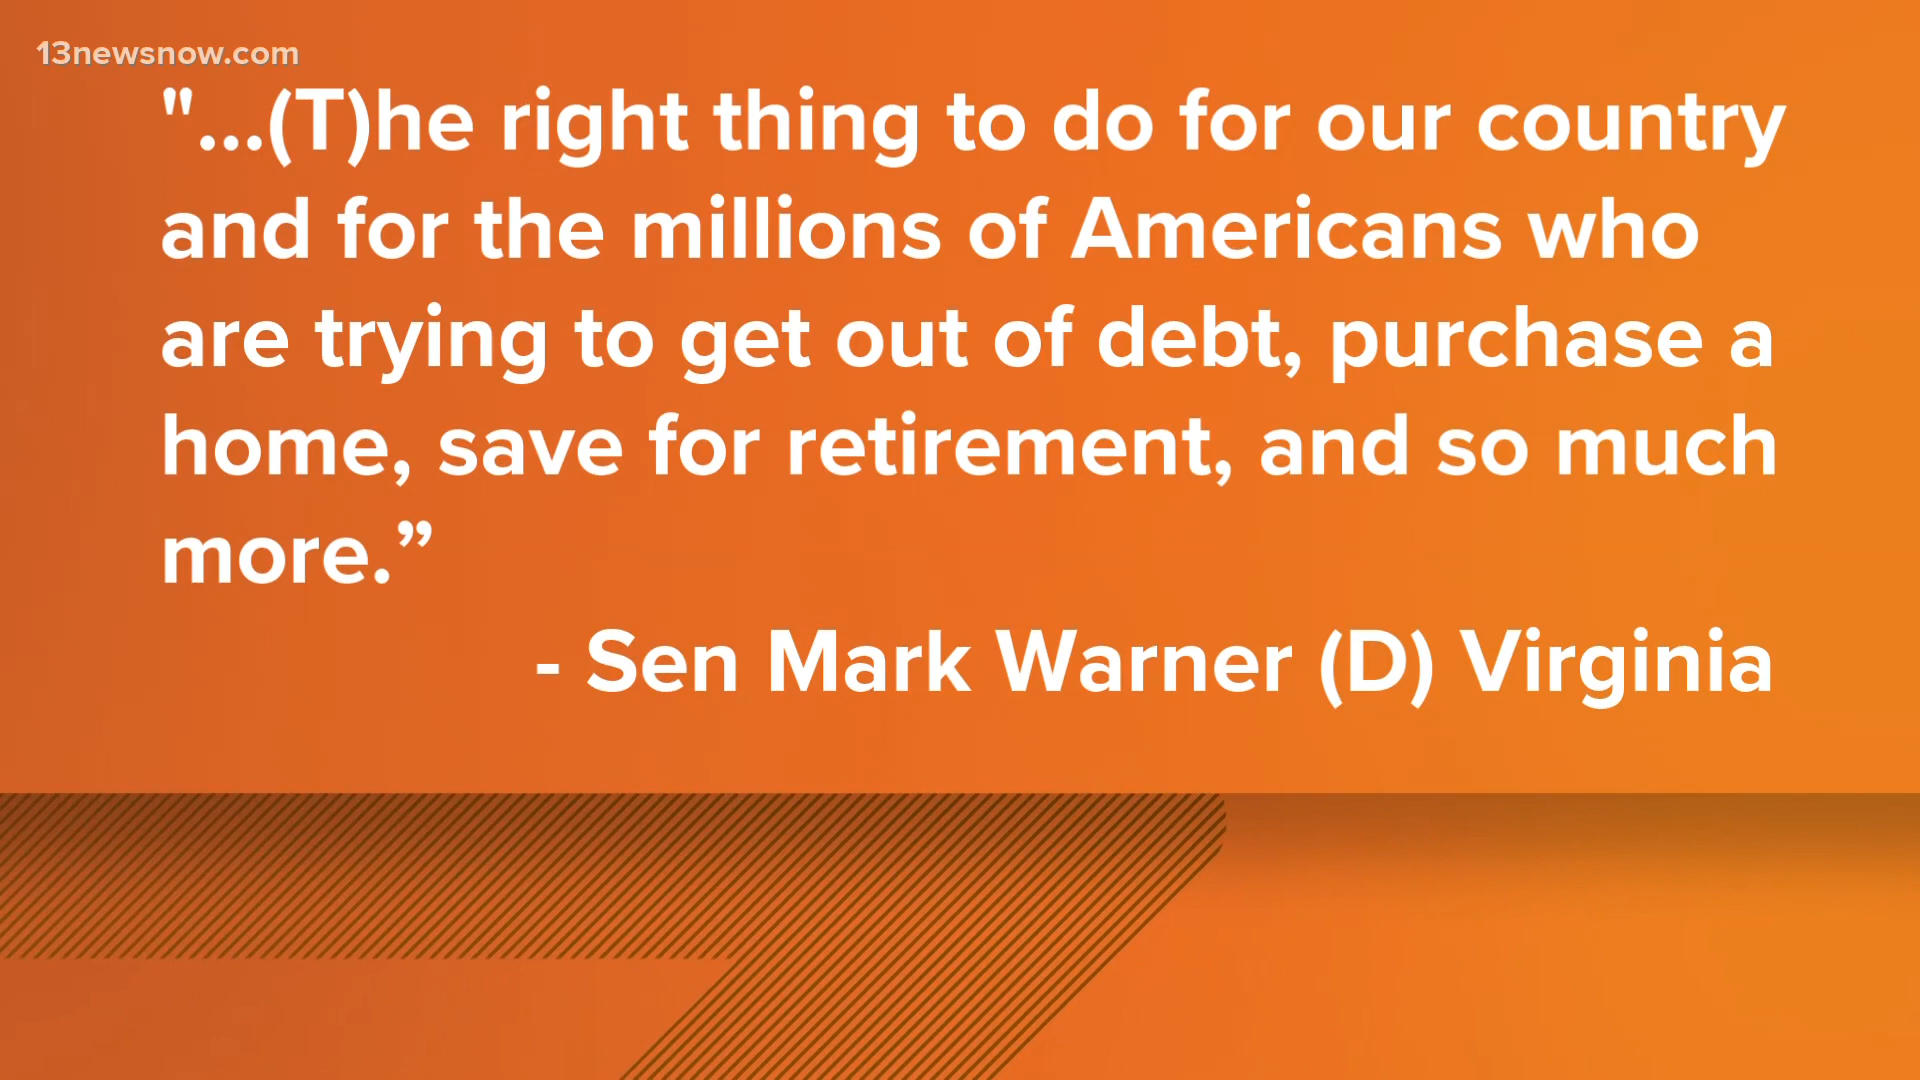 13newsnow.com
"...(T)he right thing to do for our country
and for the millions of Americans who
are trying to get out of debt, purchase a
home, save for retirement, and so much
more.”
- Sen Mark Warner (D) Virginia